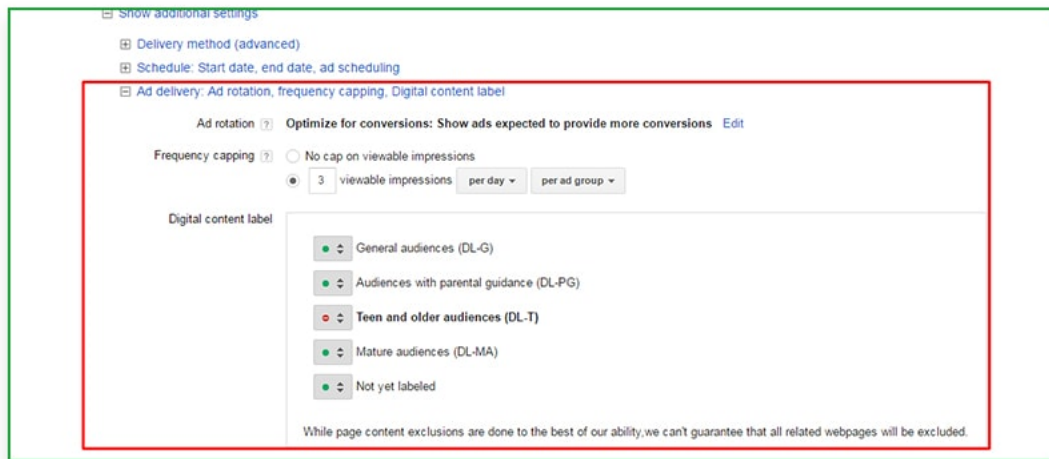 Show additional settings
Delivery method (advanced)
Schedule: Start date, end date, ad scheduling
Ad delivery: Ad rotation, frequency capping, Digital content label
Ad rotation ? Optimize for conversions: Show ads expected to provide more conversions Edit
Frequency capping ? No cap on viewable impressions
3 viewable impressions per day per ad group
Digital content label
General audiences (DL-G)
Audiences with parental guidance (DL-PG)
Teen and older audiences (DL-T)
Mature audiences (DL-MA)
Not yet labeled
While page content exclusions are done to the best of our ability,we can't guarantee that all related webpages will be excluded.